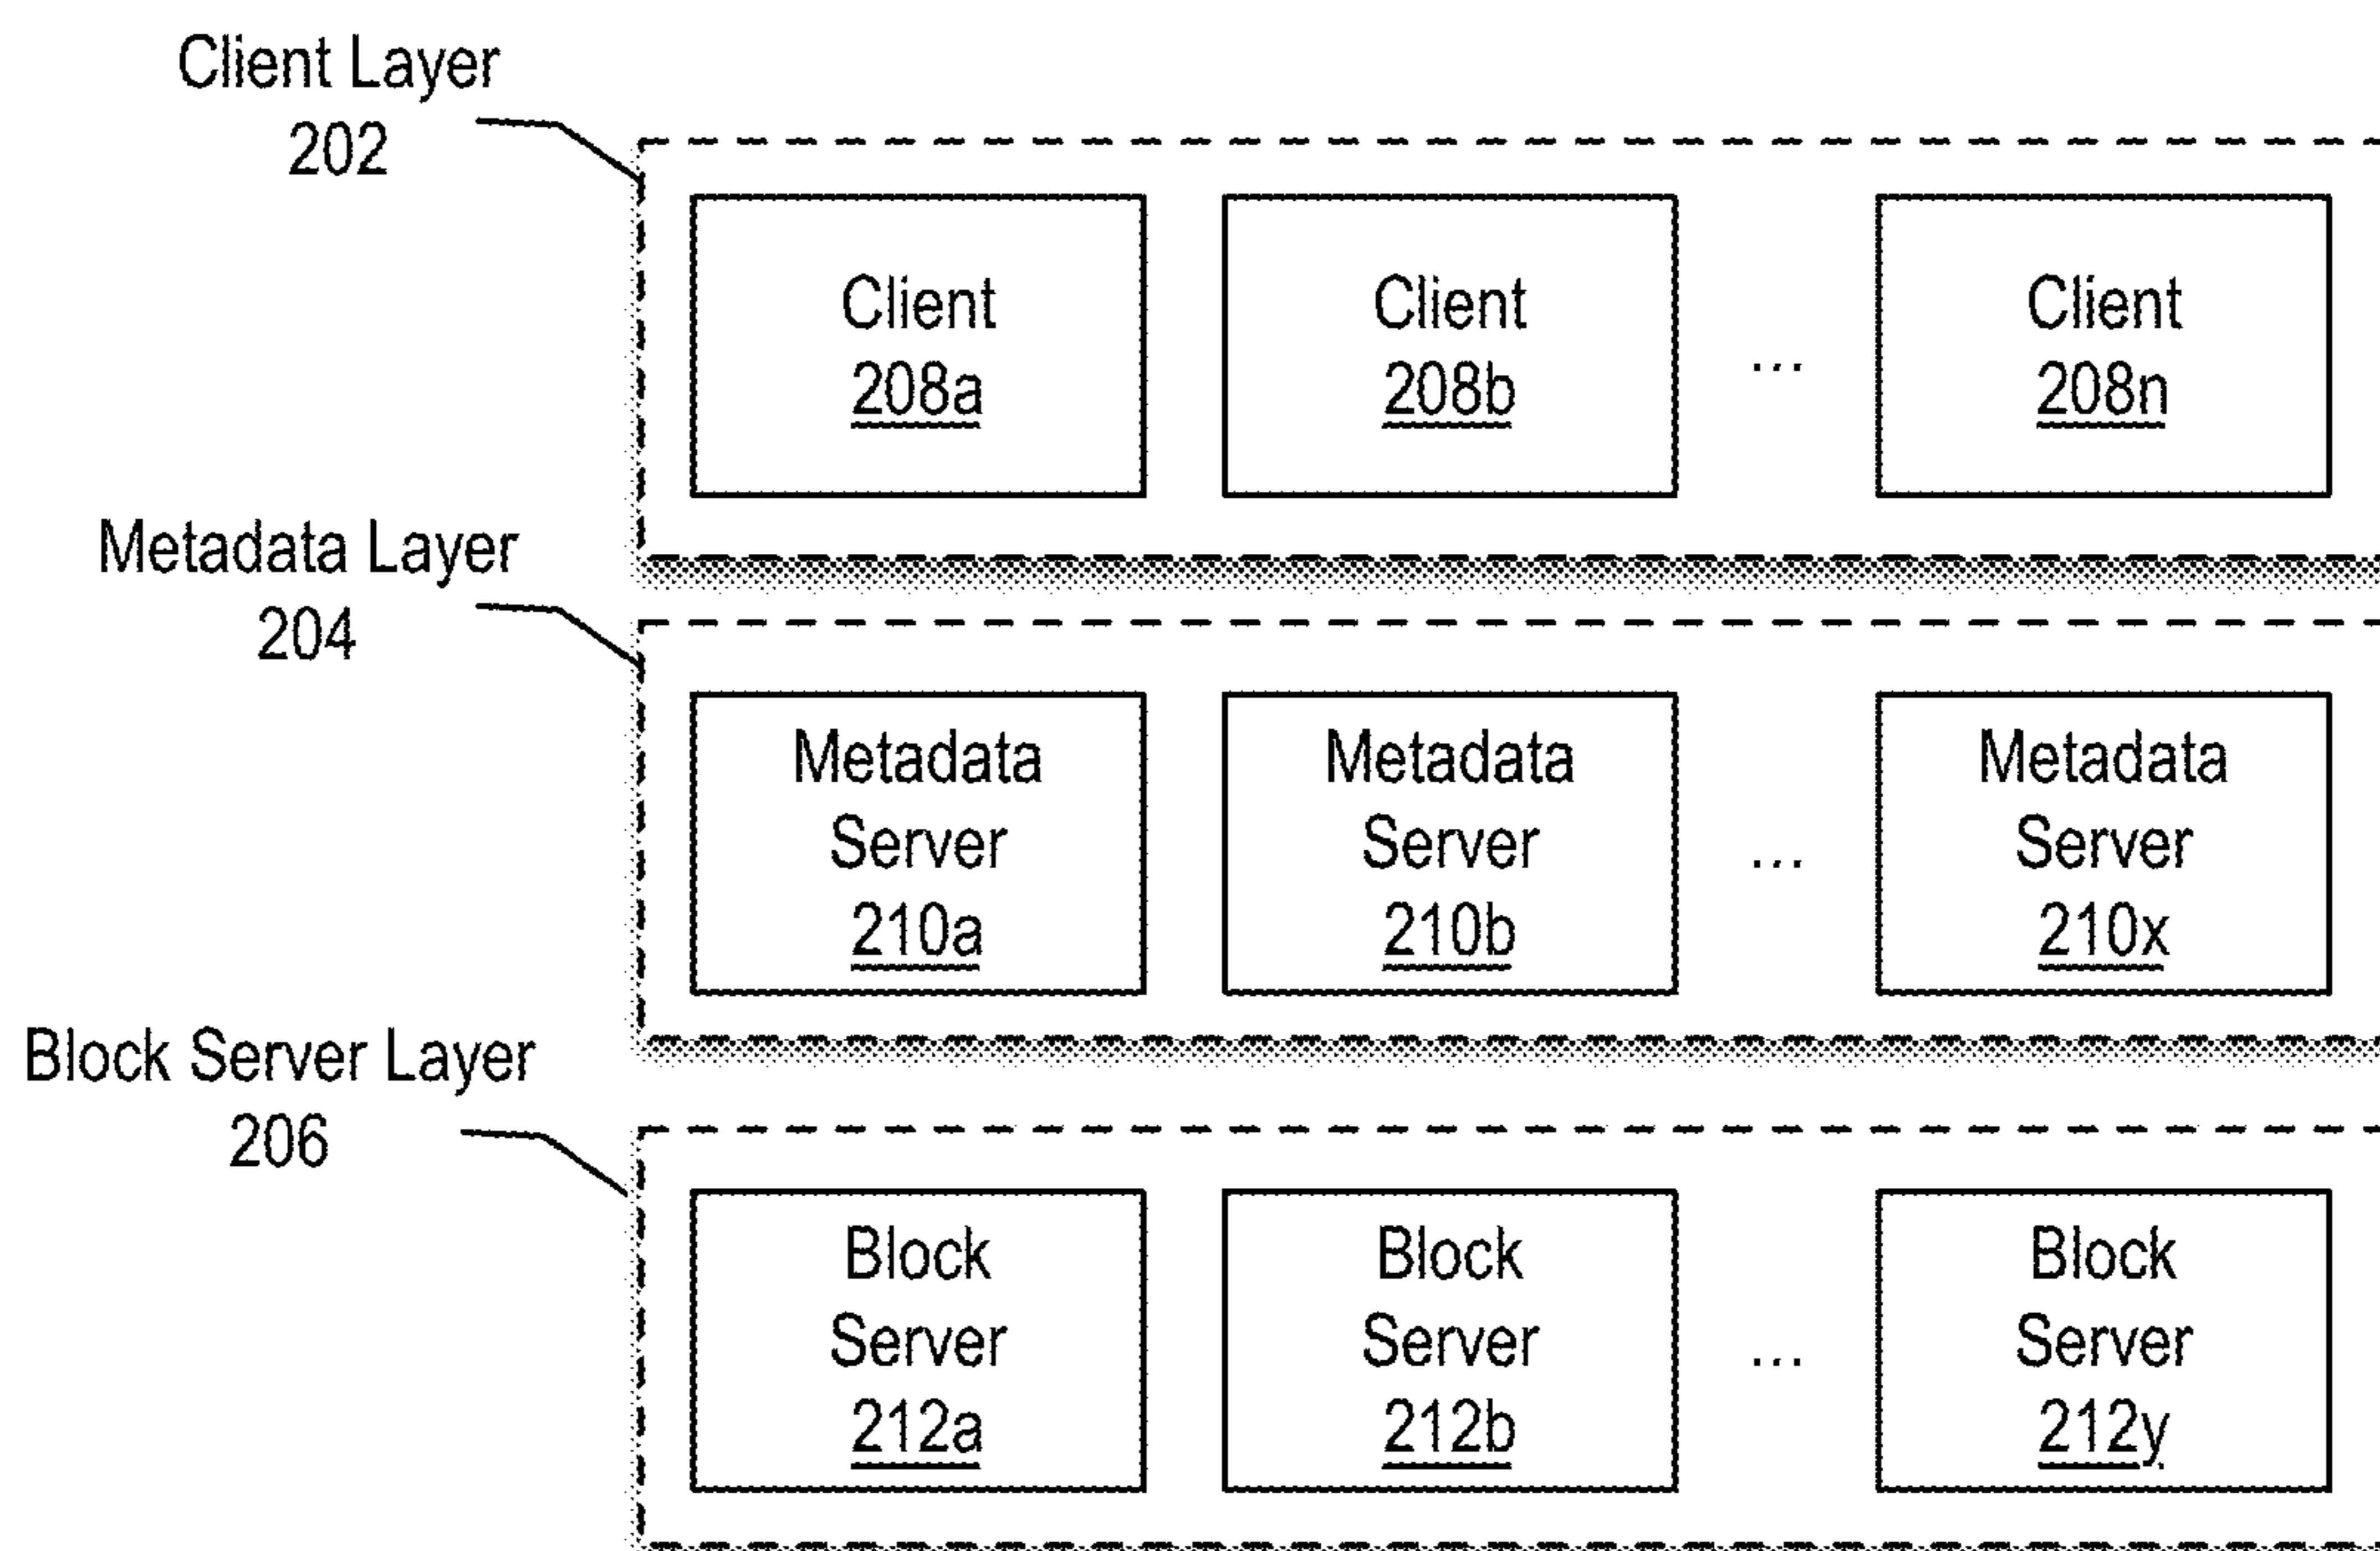 Client Layer
202
Client
208a
Client
208b
...
Client
208n
Metadata Layer
204
Metadata
Server
210a
Metadata
Server
210b
...
Metadata
Server
210x
Block Server Layer
206
Block
Server
212a
Block
Server
212b
...
Block
Server
212y